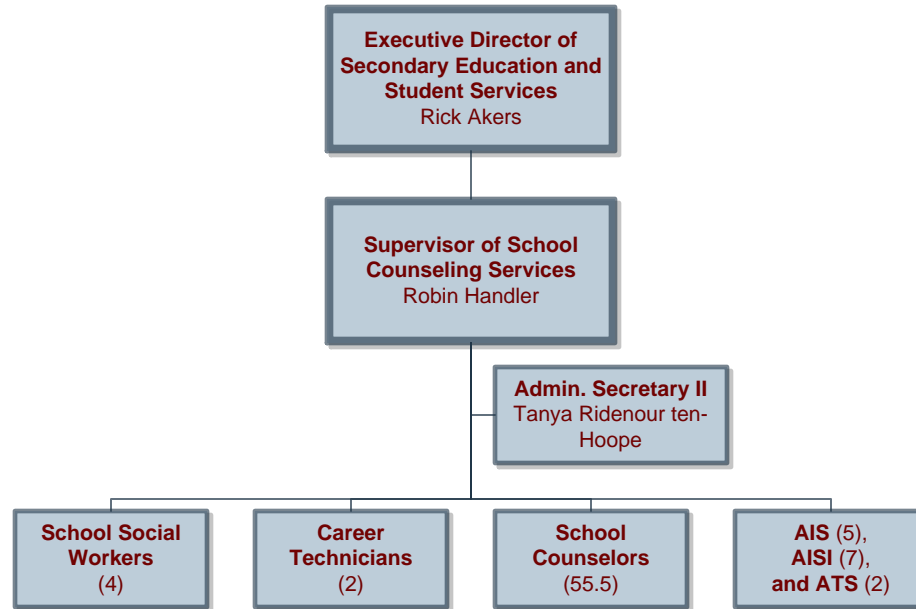 Executive Director of
Secondary Education and
Student Services
Rick Akers
Supervisor of School
Counseling Services
Robin Handler
Admin. Secretary II
Tanya Ridenour ten-
Hoope
School Social
Workers
(4)
Career
Technicians
(2)
School
Counselors
(55.5)
AIS (5),
AISI (7),
and ATS (2)